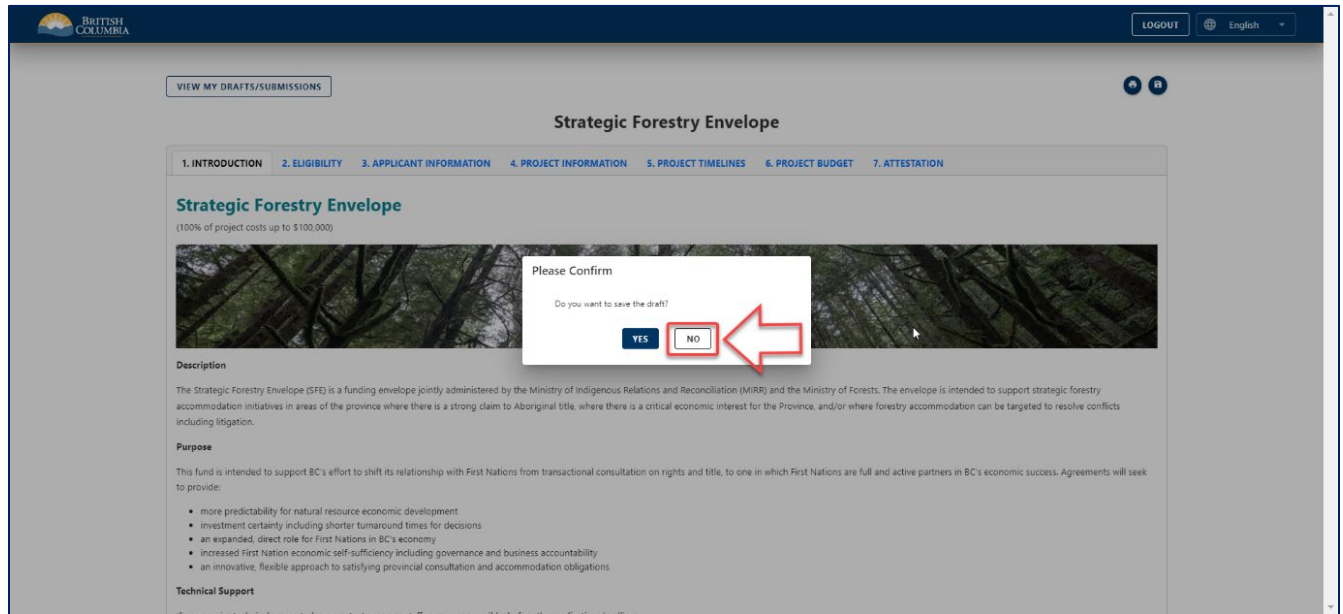 BRITISH
COLUMBIA
LOGOUT
English
VIEW MY DRAFTS/SUBMISSIONS
Strategic Forestry Envelope
1. INTRODUCTION 2. ELIGIBILITY 3. APPLICANT INFORMATION 4. PROJECT INFORMATION 5. PROJECT TIMELINES 6. PROJECT BUDGET 7. ATTESTATION
Strategic Forestry Envelope
(100% of project costs up to $100,000)
Please Confirm
Do you want to save the draft?
YES NO
Description
The Strategic Forestry Envelope (SFE) is a funding envelope jointly administered by the Ministry of Indigenous Relations and Reconciliation (MIRR) and the Ministry of Forests. The envelope is intended to support strategic forestry
accommodation initiatives in areas of the province where there is a strong claim to Aboriginal title, where there is a critical economic interest for the Province, and/or where forestry accommodation can be targeted to resolve conflicts
including litigation.
Purpose
This fund is intended to support BC's effort to shift its relationship with First Nations from transactional consultation on rights and title, to one in which First Nations are full and active partners in BC's economic success. Agreements will seek
to provide:
• more predictability for natural resource economic development
• investment certainty including shorter turnaround times for decisions
• an expanded, direct role for First Nations in BC's economy
• increased First Nation economic self-sufficiency including governance and business accountability
• an innovative, flexible approach to satisfying provincial consultation and accommodation obligations
Technical Support